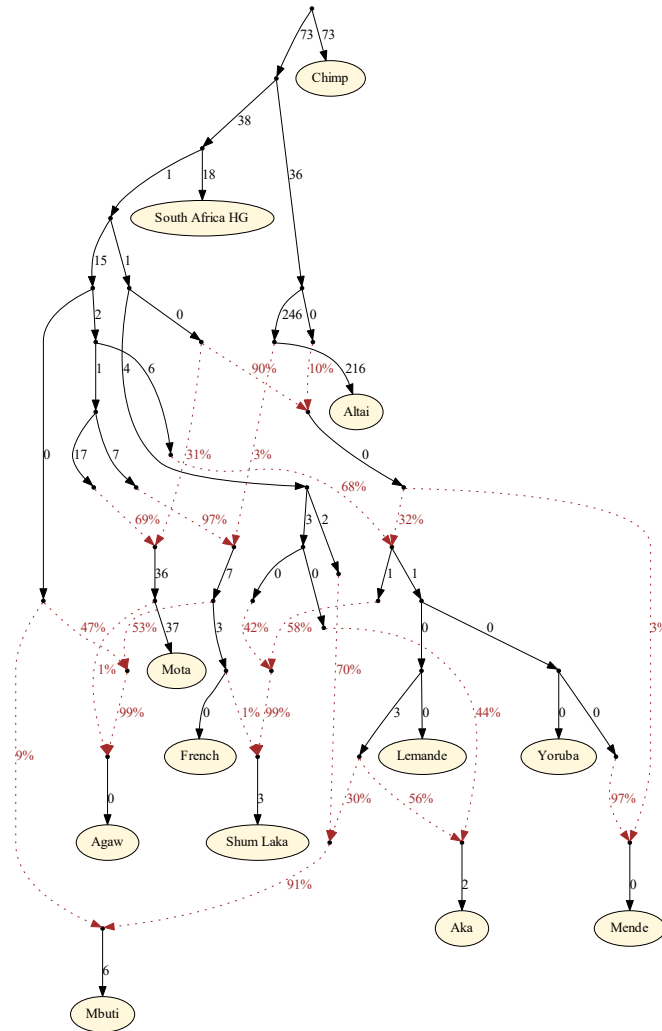 73 73
Chimp
38
1 18 36
South Africa HG
15 1
2 0 246 0
1 4 6 90% 10% 216
Altai
0 17 7 31% 3% 68% 0
69% 97% 3 2 32%
36 7 0 0 1 1
47% 53% 37 3 42% 58% 0 0 3%
1% Mota 70%
99% 0 1% 99% 44% 3 0 0 0
9% French Lemande Yoruba
30% 56% 97%
0 3
Agaw Shum Laka
91% 2 0
Aka Mende
6
Mbuti